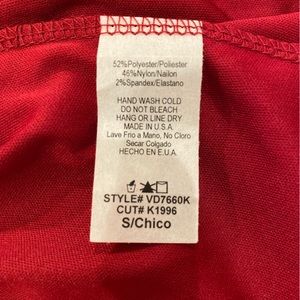 52%Polyester/Poliester
46%Nylon/Nailon
2%Spandex/Elastano
HAND WASH COLD
DO NOT BLEACH
HANG OR LINE DRY
MADE IN U.S.A.
Lave Frio a Mano, No Cloro
Secar Colgado
HECHO EN E.U.A.
STYLE# VD7660K
CUT# K1996
S/Chico